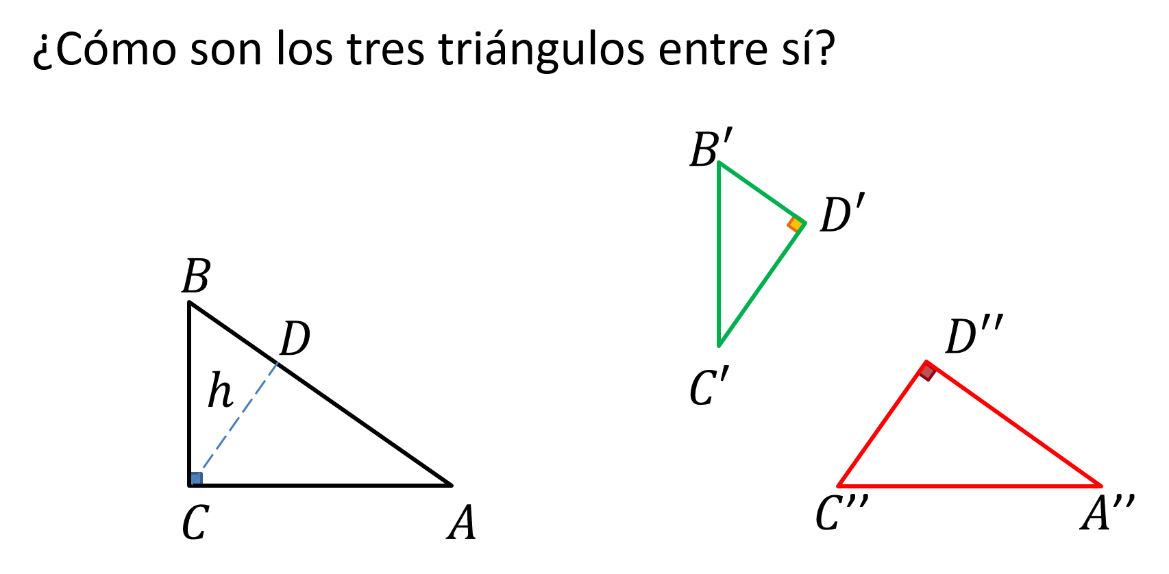 ¿Cómo son los tres triángulos entre sí?
B′
D′
B
D
D′′
h
C′
C
A
C′′
A′′